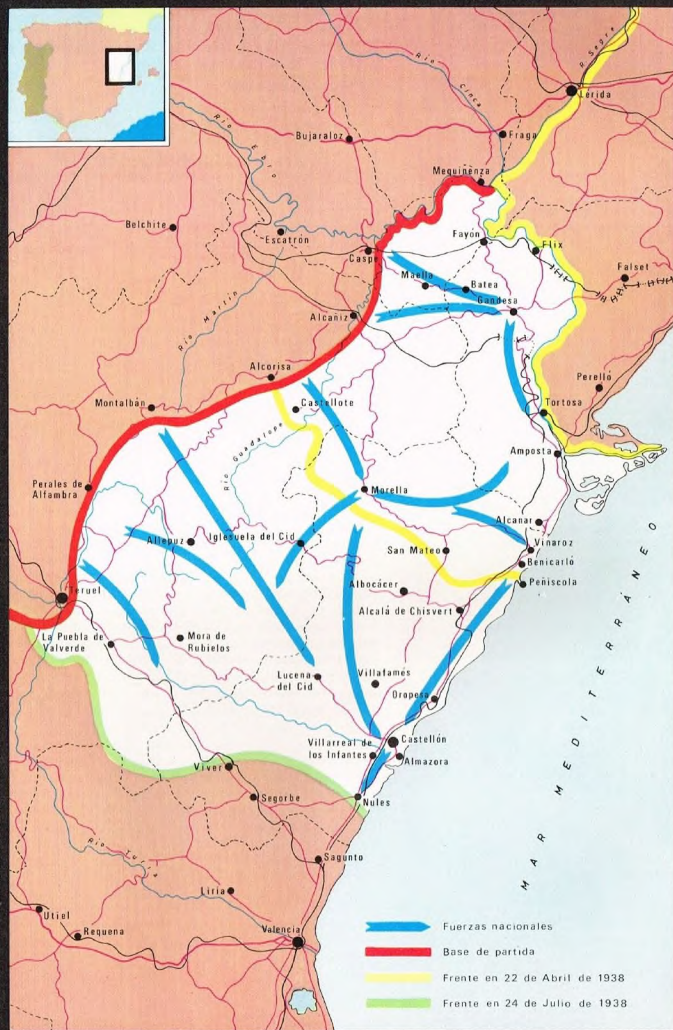 R. Segre
Río Cinca
Lérida
Río Ebro
Bujaraloz
Fraga
Mequinenza
Belchite
Escatrón
Caspe
Fayón
Flix
Falset
Maella
Batea
Gandesa
Río Martín
Alcañiz
Alcorisa
Perelló
Montalbán
Castellote
Tortosa
Río Guadalope
Amposta
Perales de
Alfambra
Morella
Alcanar
Allepuz
Iglesuela del Cid
San Mateo
Vinaroz
Benicarló
Peñiscola
Albocácer
Teruel
Alcalá de Chisvert
La Puebla de
Valverde
Mora de
Rubielos
Lucena
del Cid
Villafamés
Oropesa
Villarreal de
los Infantes
Castellón
Almazora
Viver
Segorbe
Nules
Río Turia
Sagunto
Liria
Utiel
Requena
Valencia
MAR MEDITERRÁNEO
Fuerzas nacionales
Base de partida
Frente en 22 de Abril de 1938
Frente en 24 de Julio de 1938